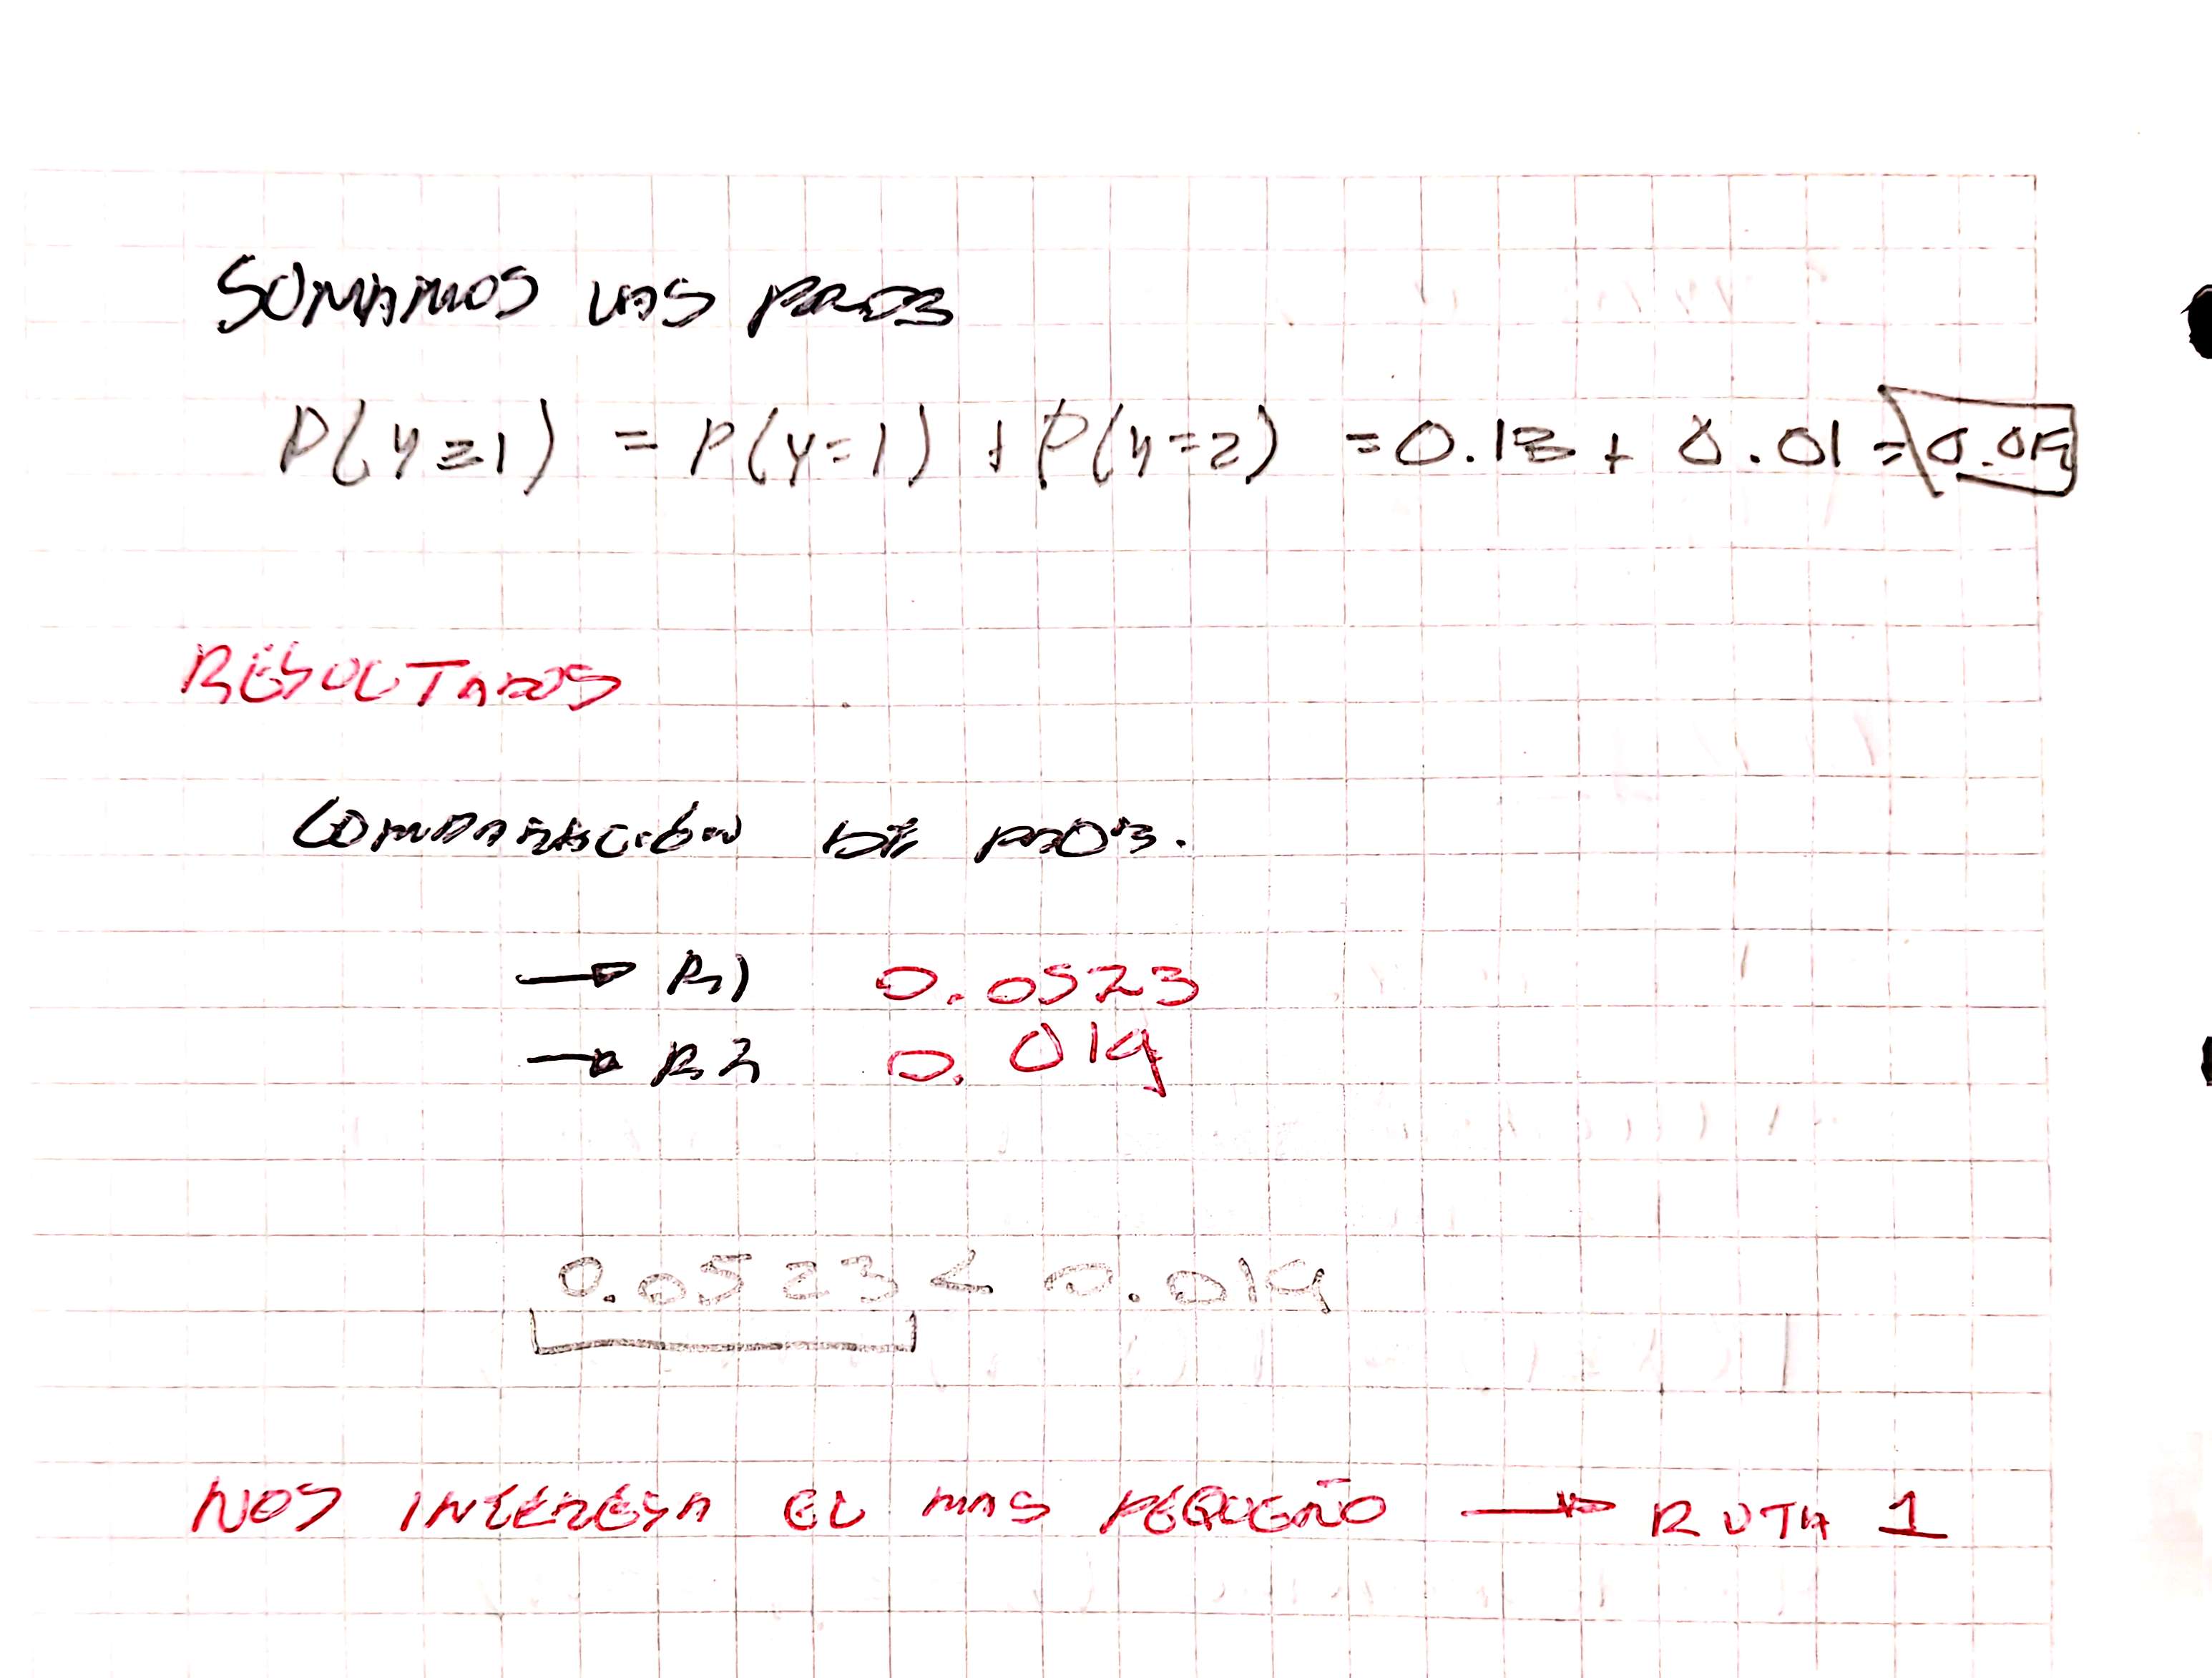 SUMAMOS LAS PROB
P(y≥1) = P(y=1) + P(y=2) = 0.18 + 0.01 = 0.019
RESULTADOS
COMPARACIÓN DE PROB.
→ R1 0.0523
→ R2 0.019
0.0523 < 0.019
NOS INTERESA EL MAS PEQUEÑO → RUTA 1